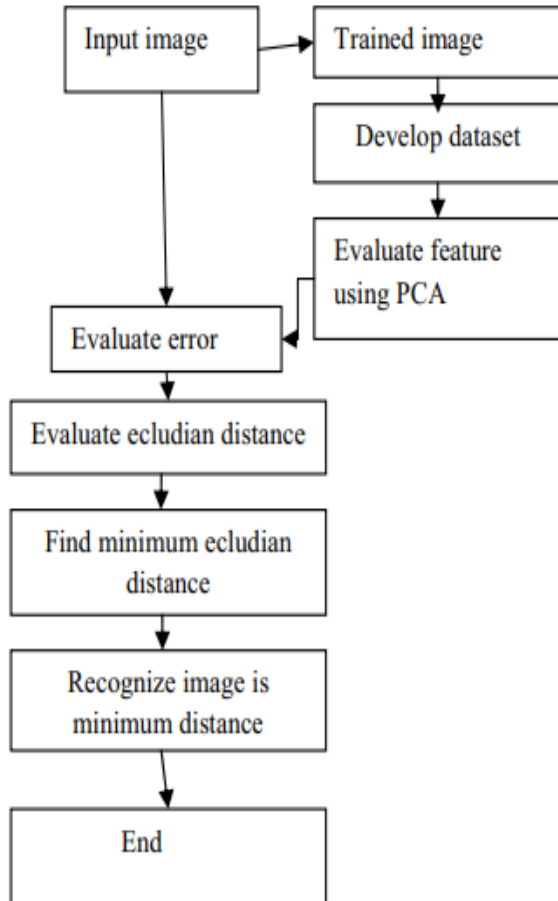 Input image
Trained image
Develop dataset
Evaluate feature
using PCA
Evaluate error
Evaluate ecludian distance
Find minimum ecludian
distance
Recognize image is
minimum distance
End